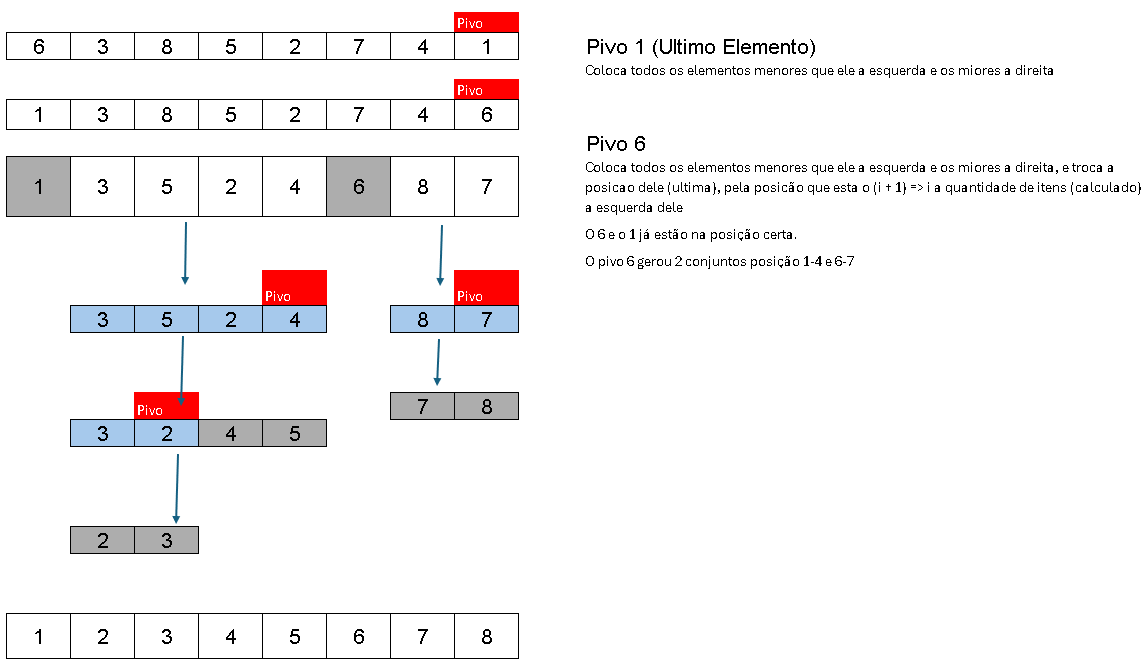 Pivo
6 3 8 5 2 7 4 1
Pivo 1 (Ultimo Elemento)
Coloca todos os elementos menores que ele a esquerda e os miores a direita
Pivo
1 3 8 5 2 7 4 6
Pivo 6
Coloca todos os elementos menores que ele a esquerda e os miores a direita, e troca a
posicao dele (ultima), pela posicão que esta o (i + 1) => i a quantidade de itens (calculado)
a esquerda dele
1 3 5 2 4 6 8 7
O 6 e o 1 já estão na posição certa.
O pivo 6 gerou 2 conjuntos posição 1-4 e 6-7
Pivo Pivo
3 5 2 4 8 7
Pivo
7 8
3 2 4 5
2 3
1 2 3 4 5 6 7 8